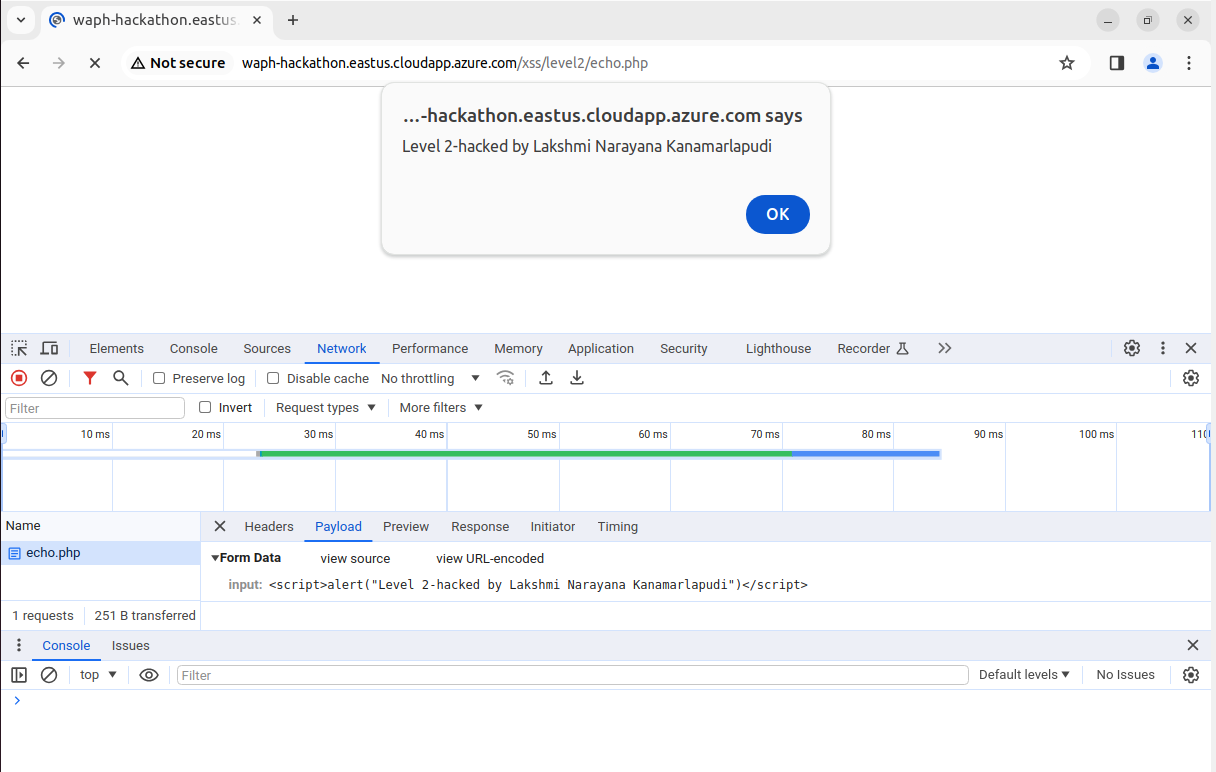 waph-hackathon.eastus.
Not secure waph-hackathon.eastus.cloudapp.azure.com/xss/level2/echo.php
...-hackathon.eastus.cloudapp.azure.com says
Level 2-hacked by Lakshmi Narayana Kanamarlapudi
OK
Elements Console Sources Network Performance Memory Application Security Lighthouse Recorder
Preserve log Disable cache No throttling
Filter Invert Request types More filters
10 ms 20 ms 30 ms 40 ms 50 ms 60 ms 70 ms 80 ms 90 ms 100 ms 110
Name Headers Payload Preview Response Initiator Timing
echo.php Form Data view source view URL-encoded
input: <script>alert("Level 2-hacked by Lakshmi Narayana Kanamarlapudi")</script>
1 requests 251 B transferred
Console Issues
top Filter Default levels No Issues